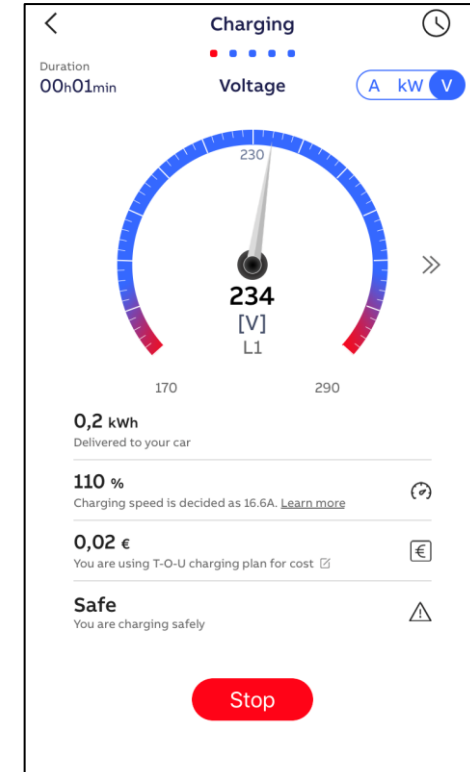 Charging
Duration
00h01min
Voltage
A kW V
230
234
[V]
L1
170 290
0,2 kWh
Delivered to your car
110 %
Charging speed is decided as 16.6A. Learn more
0,02 €
You are using T-O-U charging plan for cost
€
Safe
You are charging safely
Stop